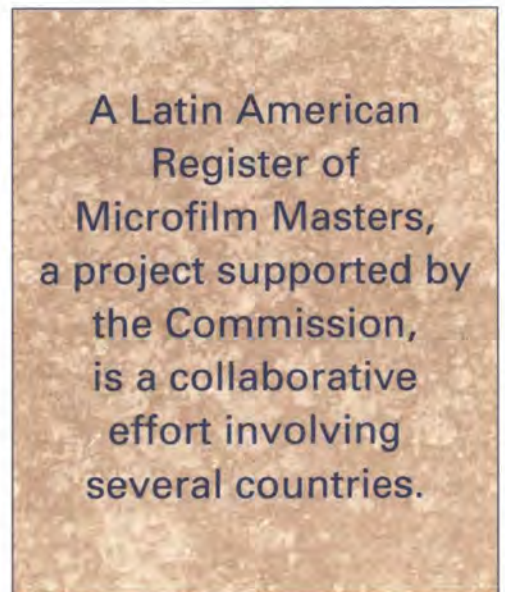 A Latin American
Register of
Microfilm Masters,
a project supported by
the Commission,
is a collaborative
effort involving
several countries.